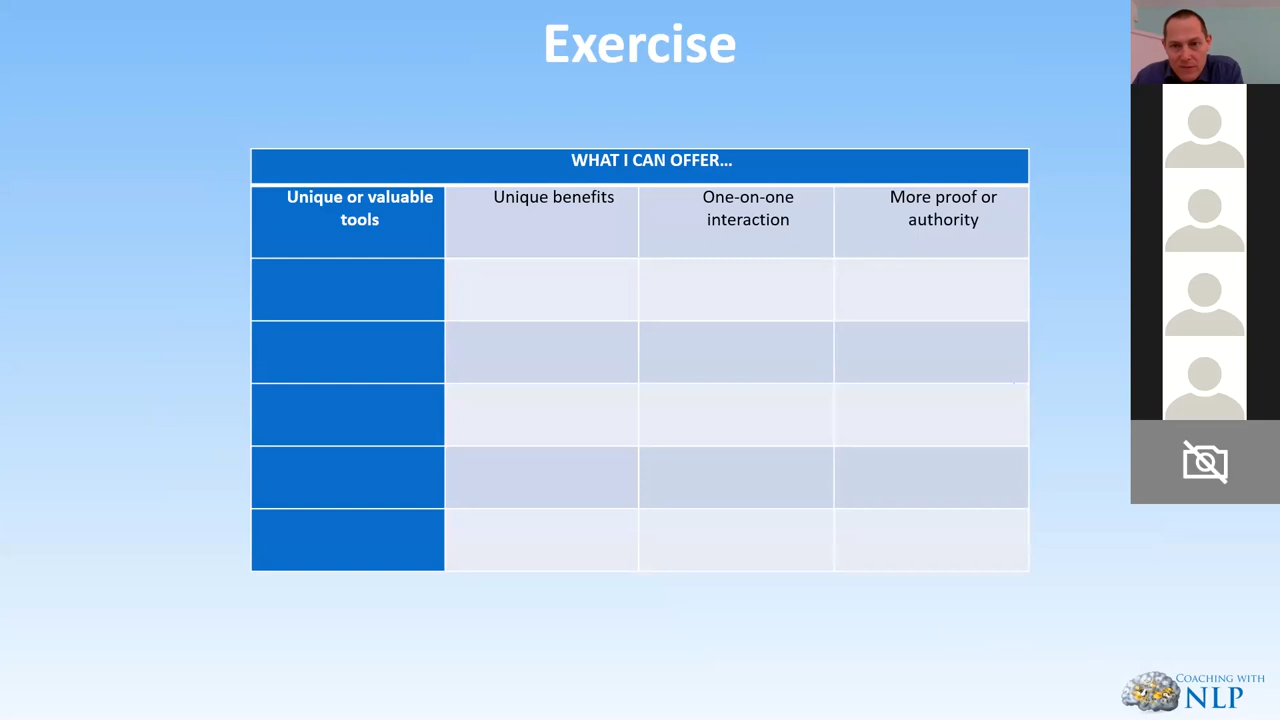 Exercise
WHAT I CAN OFFER…
Unique or valuable
tools
Unique benefits
One-on-one
interaction
More proof or
authority
COACHING WITH
NLP